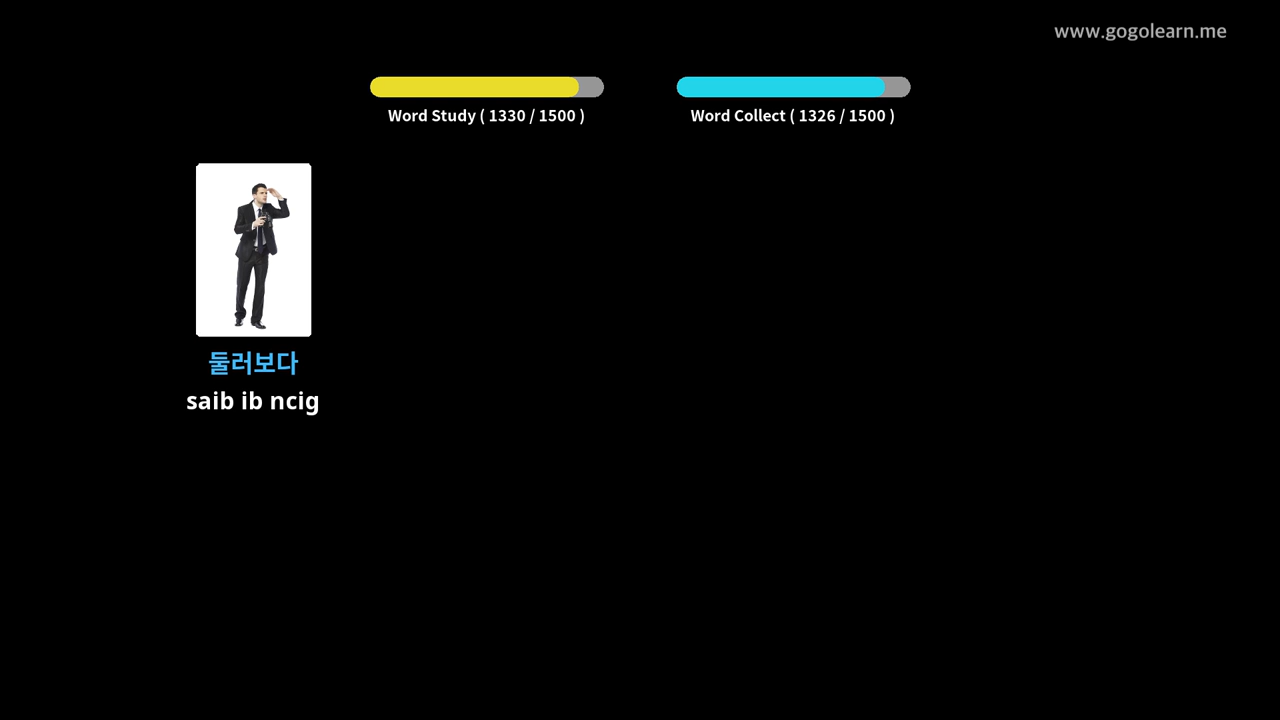 www.gogolearn.me
Word Study ( 1330 / 1500 )
Word Collect ( 1326 / 1500 )
둘러보다
saib ib ncig